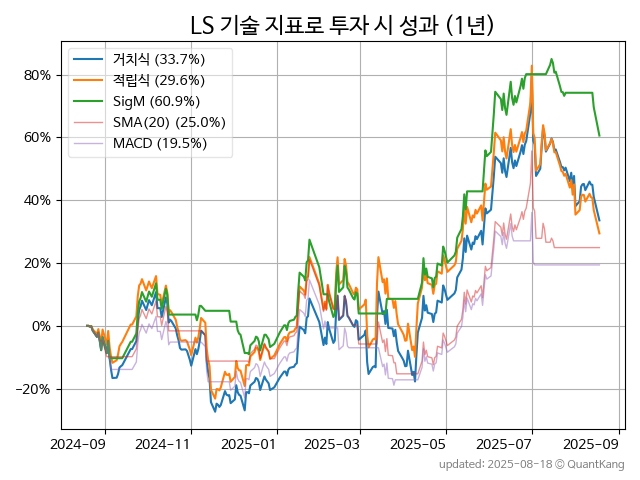 LS 기술 지표로 투자 시 성과 (1년)
거치식 (33.7%)
적립식 (29.6%)
SigM (60.9%)
SMA(20) (25.0%)
MACD (19.5%)
80%
60%
40%
20%
0%
−20%
2024-09
2024-11
2025-01
2025-03
2025-05
2025-07
2025-09
updated: 2025-08-18 © QuantKang